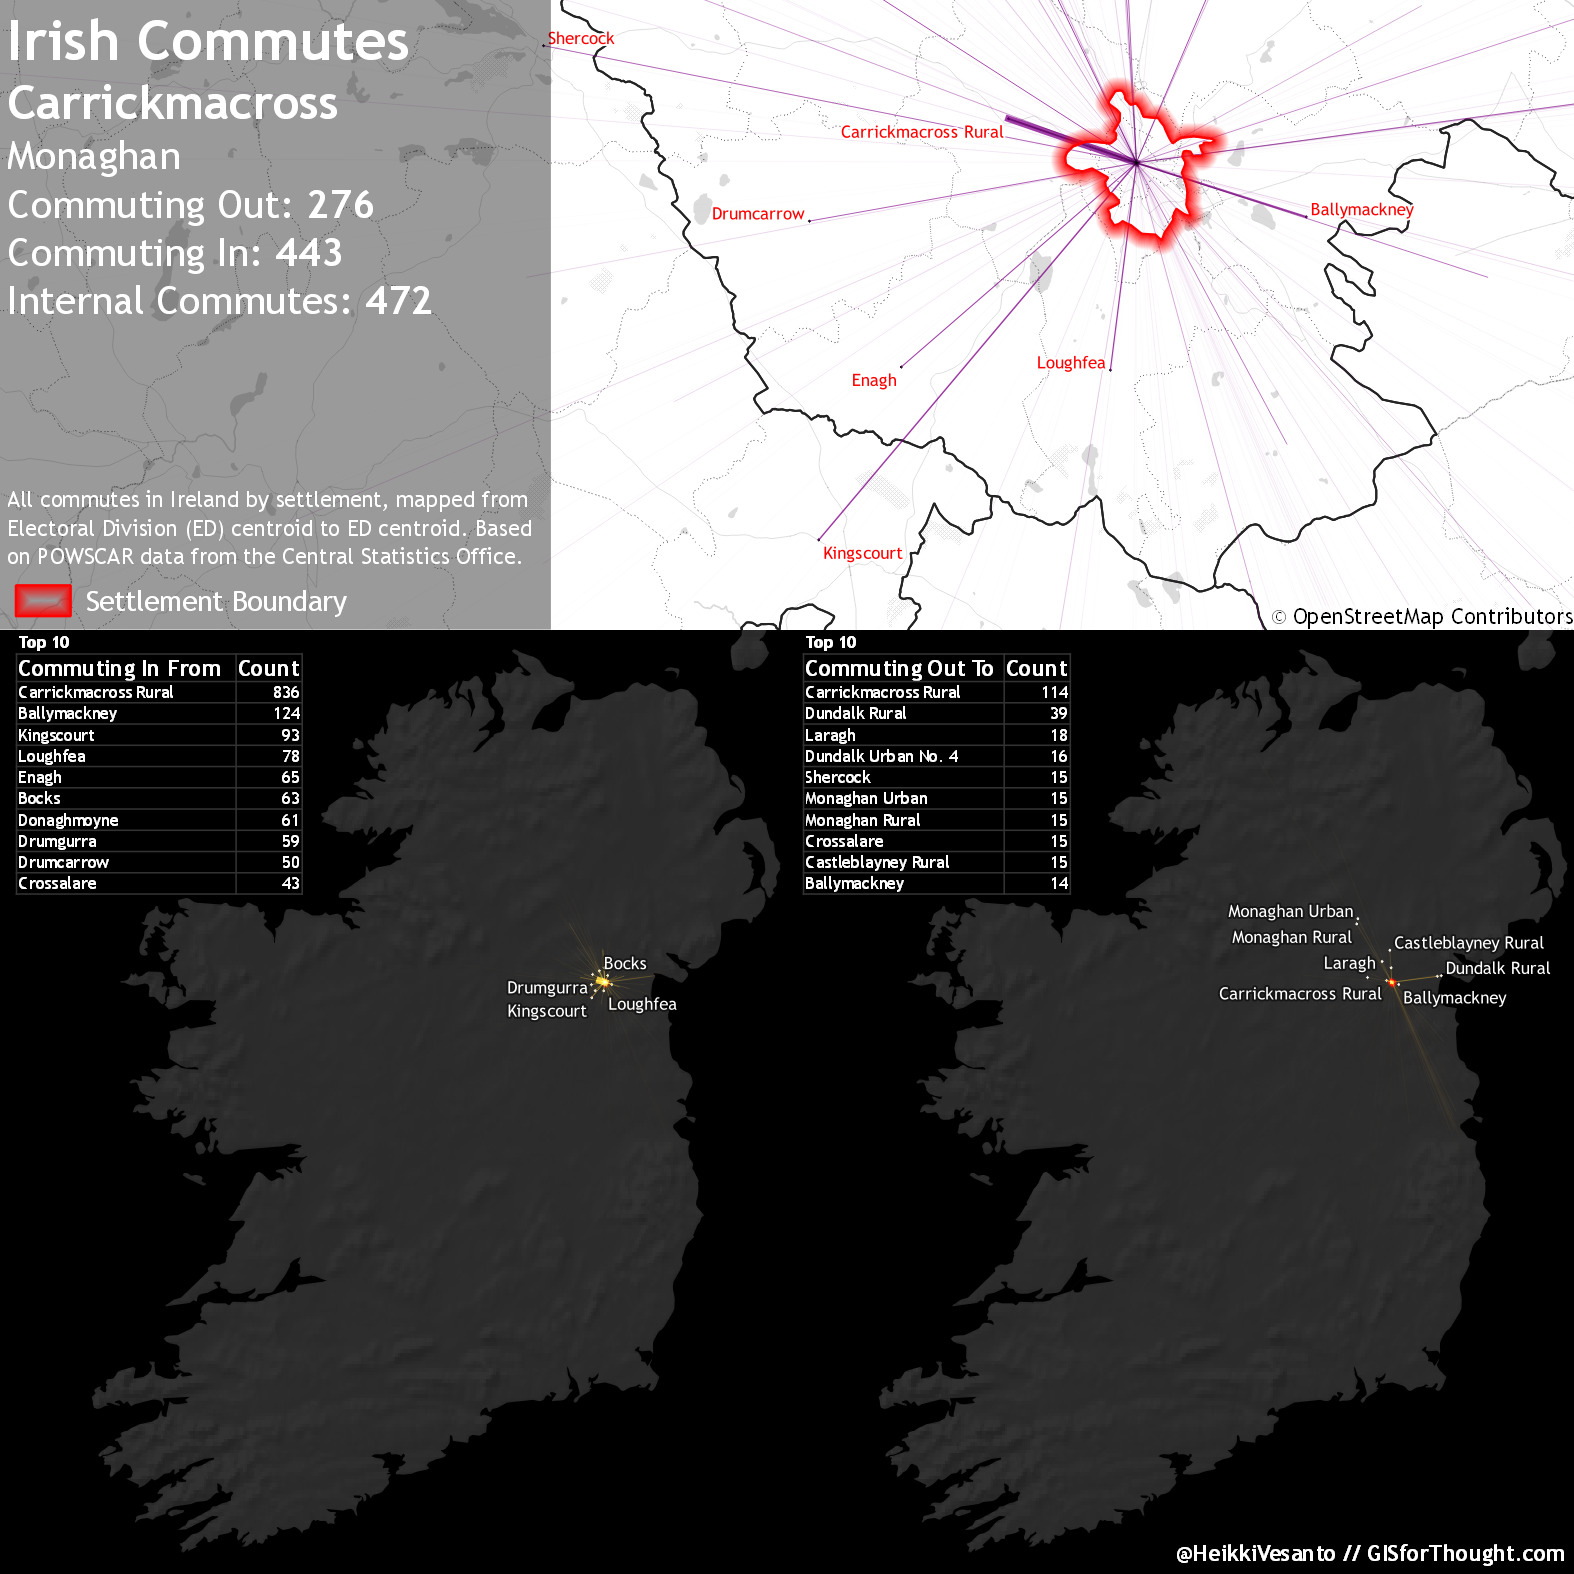 Irish Commutes
Carrickmacross
Monaghan
Commuting Out: 276
Commuting In: 443
Internal Commutes: 472
All commutes in Ireland by settlement, mapped from
Electoral Division (ED) centroid to ED centroid. Based
on POWSCAR data from the Central Statistics Office.
Settlement Boundary
Shercock
Carrickmacross Rural
Drumcarrow
Ballymackney
Enagh
Loughfea
Kingscourt
© OpenStreetMap Contributors
Top 10
Commuting In From Count
Carrickmacross Rural 836
Ballymackney 124
Kingscourt 93
Loughfea 78
Enagh 65
Bocks 63
Donaghmoyne 61
Drumgurra 59
Drumcarrow 50
Crossalare 43
Bocks
Drumgurra
Kingscourt
Loughfea
Top 10
Commuting Out To Count
Carrickmacross Rural 114
Dundalk Rural 39
Laragh 18
Dundalk Urban No. 4 16
Shercock 15
Monaghan Urban 15
Monaghan Rural 15
Crossalare 15
Castleblayney Rural 15
Ballymackney 14
Monaghan Urban
Monaghan Rural
Castleblayney Rural
Laragh
Dundalk Rural
Carrickmacross Rural
Ballymackney
@HeikkiVesanto // GISforThought.com